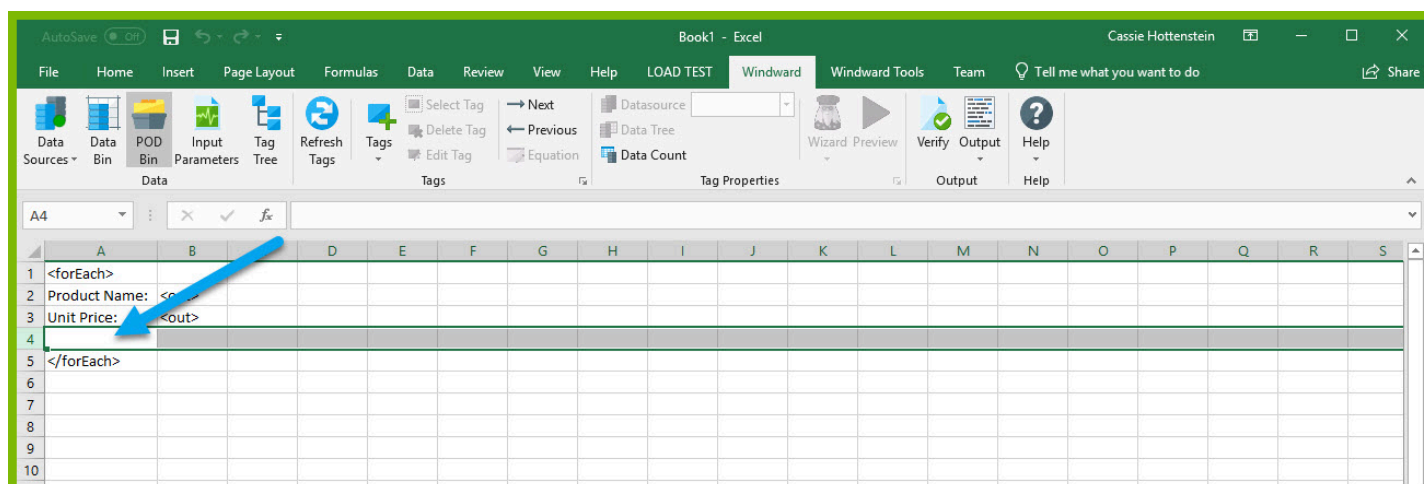 AutoSave Off Book1 - Excel Cassie Hottenstein
File Home Insert Page Layout Formulas Data Review View Help LOAD TEST Windward Windward Tools Team Tell me what you want to do Share
Data Sources Data Bin POD Bin Input Parameters Tag Tree Refresh Tags Tags Select Tag Next Datasource Wizard Preview Verify Output Help
Delete Tag Previous Data Tree
Edit Tag Equation Data Count
Data Tags Tag Properties Output Help
A4 fx
A B D E F G H I J K L M N O P Q R S
1 <forEach>
2 Product Name:
3 Unit Price: <out>
4
5 </forEach>
6
7
8
9
10